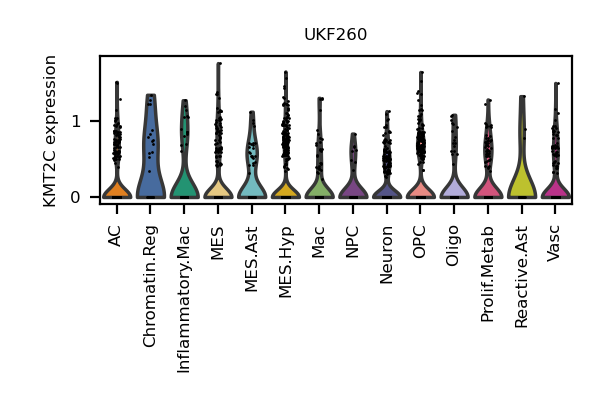 UKF260
KMT2C expression
1
0
AC
Chromatin.Reg
Inflammatory.Mac
MES
MES.Ast
MES.Hyp
Mac
NPC
Neuron
OPC
Oligo
Prolif.Metab
Reactive.Ast
Vasc